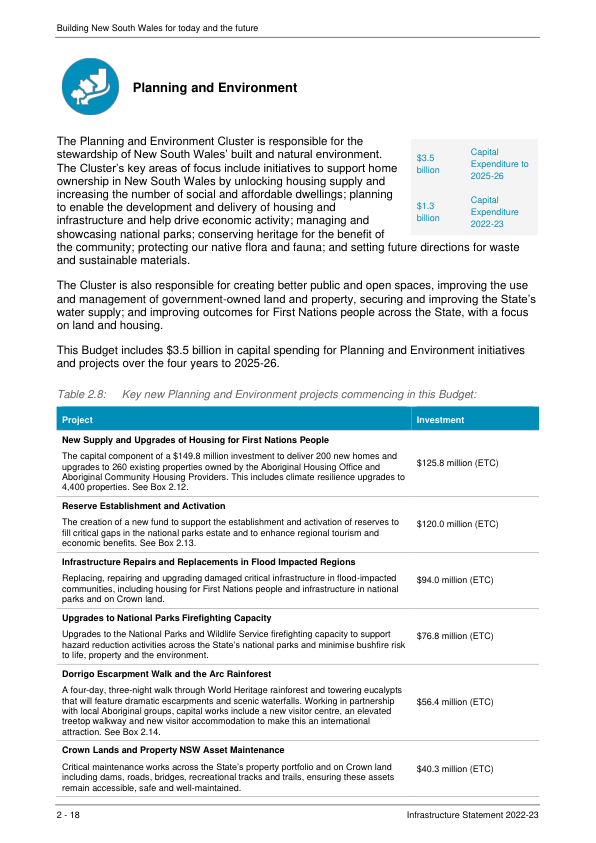 Building New South Wales for today and the future
Planning and Environment
The Planning and Environment Cluster is responsible for the
stewardship of New South Wales' built and natural environment.
The Cluster's key areas of focus include initiatives to support home
ownership in New South Wales by unlocking housing supply and
increasing the number of social and affordable dwellings; planning
to enable the development and delivery of housing and
infrastructure and help drive economic activity; managing and
showcasing national parks; conserving heritage for the benefit of
the community; protecting our native flora and fauna; and setting future directions for waste
and sustainable materials.
$3.5
billion
Capital
Expenditure to
2025-26
$1.3
billion
Capital
Expenditure
2022-23
The Cluster is also responsible for creating better public and open spaces, improving the use
and management of government-owned land and property, securing and improving the State's
water supply; and improving outcomes for First Nations people across the State, with a focus
on land and housing.
This Budget includes $3.5 billion in capital spending for Planning and Environment initiatives
and projects over the four years to 2025-26.
Table 2.8: Key new Planning and Environment projects commencing in this Budget:
Project Investment
New Supply and Upgrades of Housing for First Nations People
The capital component of a $149.8 million investment to deliver 200 new homes and
upgrades to 260 existing properties owned by the Aboriginal Housing Office and
Aboriginal Community Housing Providers. This includes climate resilience upgrades to
4,400 properties. See Box 2.12.
$125.8 million (ETC)
Reserve Establishment and Activation
The creation of a new fund to support the establishment and activation of reserves to
fill critical gaps in the national parks estate and to enhance regional tourism and
economic benefits. See Box 2.13.
$120.0 million (ETC)
Infrastructure Repairs and Replacements in Flood Impacted Regions
Replacing, repairing and upgrading damaged critical infrastructure in flood-impacted
communities, including housing for First Nations people and infrastructure in national
parks and on Crown land.
$94.0 million (ETC)
Upgrades to National Parks Firefighting Capacity
Upgrades to the National Parks and Wildlife Service firefighting capacity to support
hazard reduction activities across the State's national parks and minimise bushfire risk
to life, property and the environment.
$76.8 million (ETC)
Dorrigo Escarpment Walk and the Arc Rainforest
A four-day, three-night walk through World Heritage rainforest and towering eucalypts
that will feature dramatic escarpments and scenic waterfalls. Working in partnership
with local Aboriginal groups, capital works include a new visitor centre, an elevated
treetop walkway and new visitor accommodation to make this an international
attraction. See Box 2.14.
$56.4 million (ETC)
Crown Lands and Property NSW Asset Maintenance
Critical maintenance works across the State's property portfolio and on Crown land
including dams, roads, bridges, recreational tracks and trails, ensuring these assets
remain accessible, safe and well-maintained.
$40.3 million (ETC)
2 - 18
Infrastructure Statement 2022-23